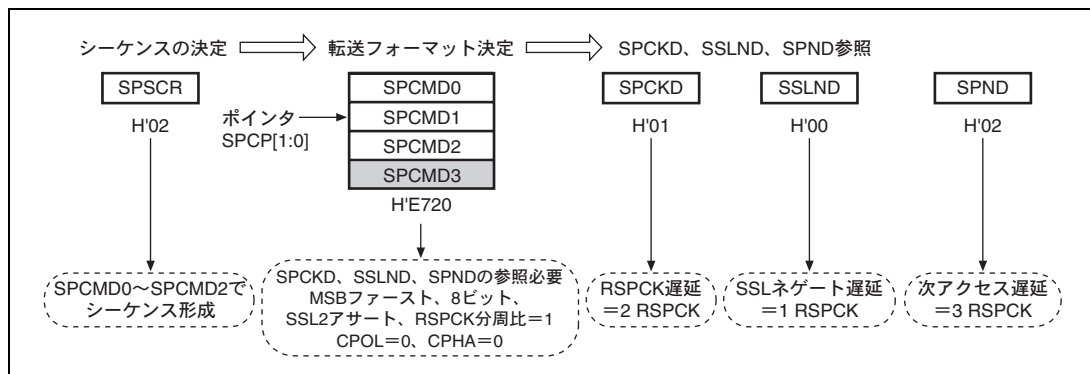 シーケンスの決定
転送フォーマット決定
SPCKD、SSLND、SPND参照
SPSCR
H'02
ポインタ
SPCP[1:0]
SPCMD0
SPCMD1
SPCMD2
SPCMD3
H'E720
SPCKD
H'01
SSLND
H'00
SPND
H'02
SPCMD0～SPCMD2で
シーケンス形成
SPCKD、SSLND、SPNDの参照必要
MSBファースト、8ビット、
SSL2アサート、RSPCK分周比＝1
CPOL＝0、CPHA＝0
RSPCK遅延
＝2 RSPCK
SSLネゲート遅延
＝1 RSPCK
次アクセス遅延
＝3 RSPCK